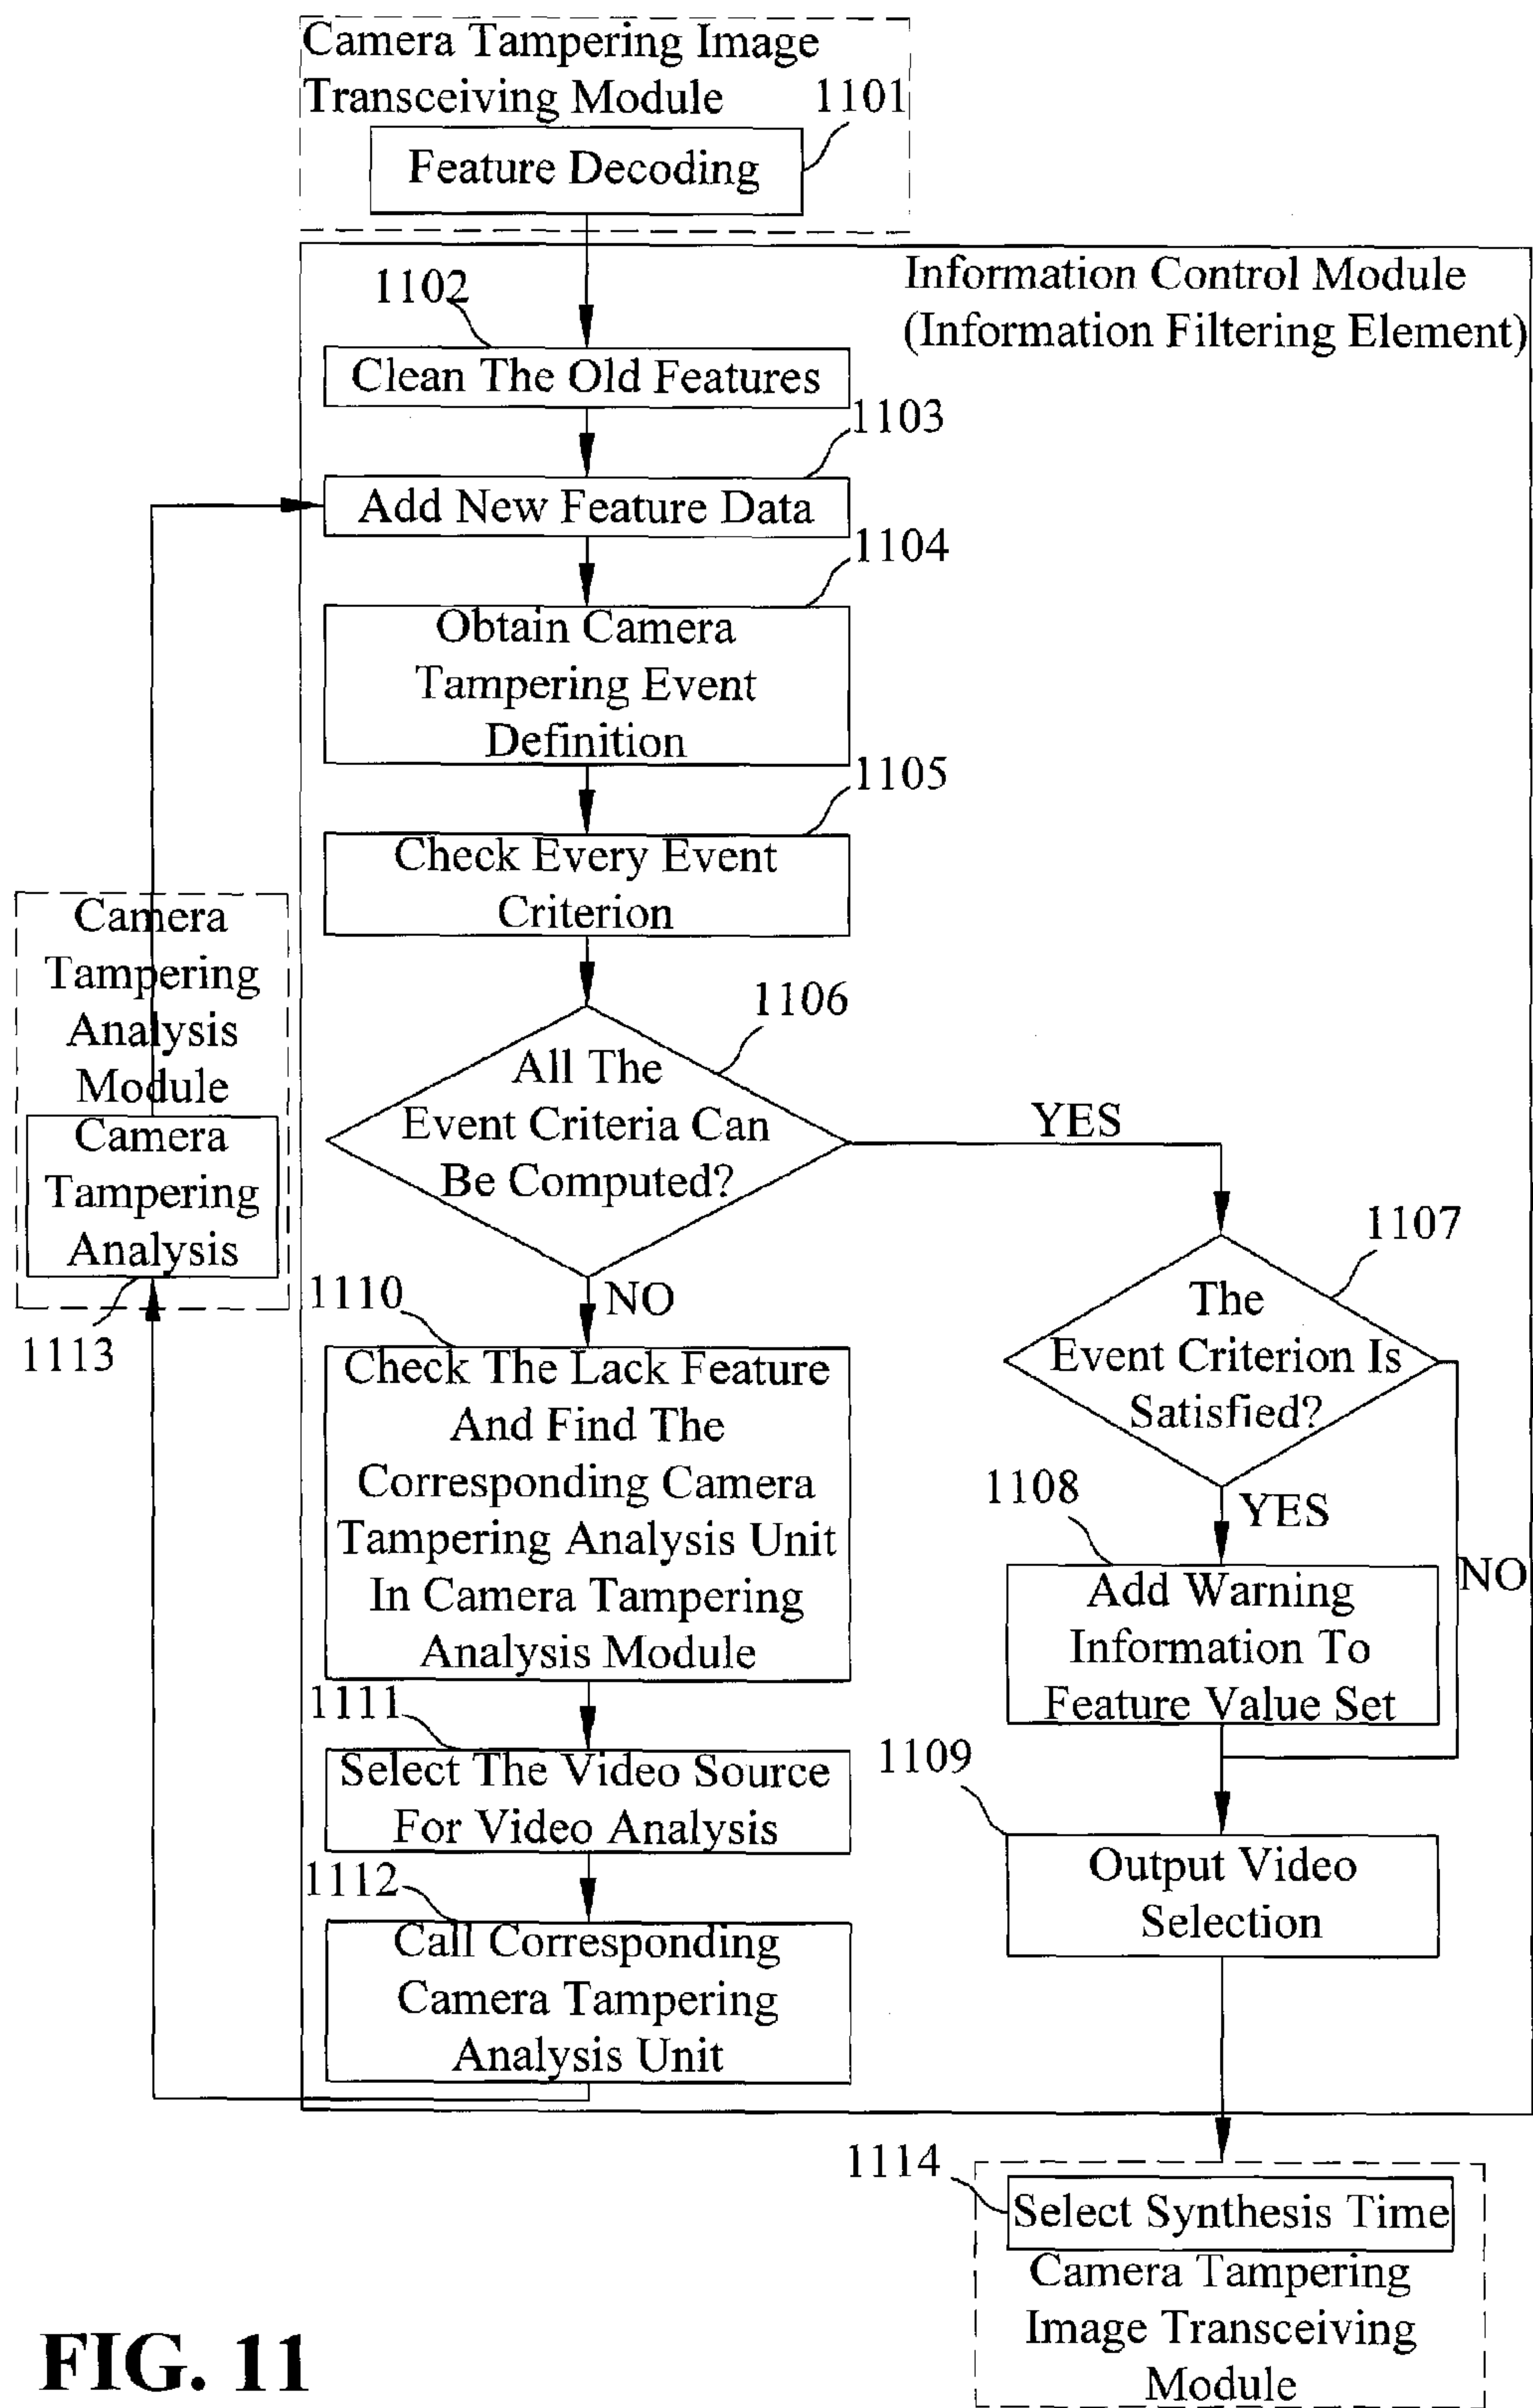 Camera Tampering Image
Transceiving Module
1101
Feature Decoding
Information Control Module
(Information Filtering Element)
1102
Clean The Old Features
1103
Add New Feature Data
1104
Obtain Camera
Tampering Event
Definition
1105
Check Every Event
Criterion
Camera
Tampering
Analysis
Module
Camera
Tampering
Analysis
1113
1106
All The
Event Criteria Can
Be Computed?
YES
NO
1107
The
Event Criterion Is
Satisfied?
YES
NO
1108
Add Warning
Information To
Feature Value Set
1109
Output Video
Selection
1110
Check The Lack Feature
And Find The
Corresponding Camera
Tampering Analysis Unit
In Camera Tampering
Analysis Module
1111
Select The Video Source
For Video Analysis
1112
Call Corresponding
Camera Tampering
Analysis Unit
1114
Select Synthesis Time
Camera Tampering
Image Transceiving
Module
FIG. 11